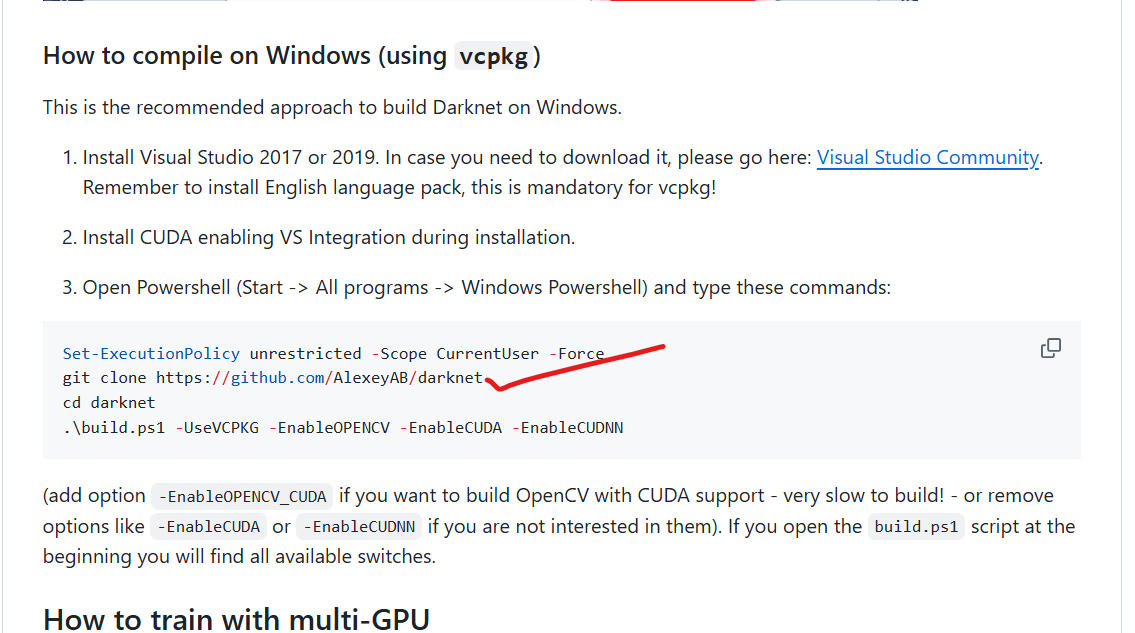 How to compile on Windows (using vcpkg)
This is the recommended approach to build Darknet on Windows.
1. Install Visual Studio 2017 or 2019. In case you need to download it, please go here: Visual Studio Community.
Remember to install English language pack, this is mandatory for vcpkg!
2. Install CUDA enabling VS Integration during installation.
3. Open Powershell (Start -> All programs -> Windows Powershell) and type these commands:
Set-ExecutionPolicy unrestricted -Scope CurrentUser -Force
git clone https://github.com/AlexeyAB/darknet
cd darknet
.\build.ps1 -UseVCPKG -EnableOPENCV -EnableCUDA -EnableCUDNN
(add option -EnableOPENCV_CUDA if you want to build OpenCV with CUDA support - very slow to build! - or remove
options like -EnableCUDA or -EnableCUDNN if you are not interested in them). If you open the build.ps1 script at the
beginning you will find all available switches.
How to train with multi-GPU